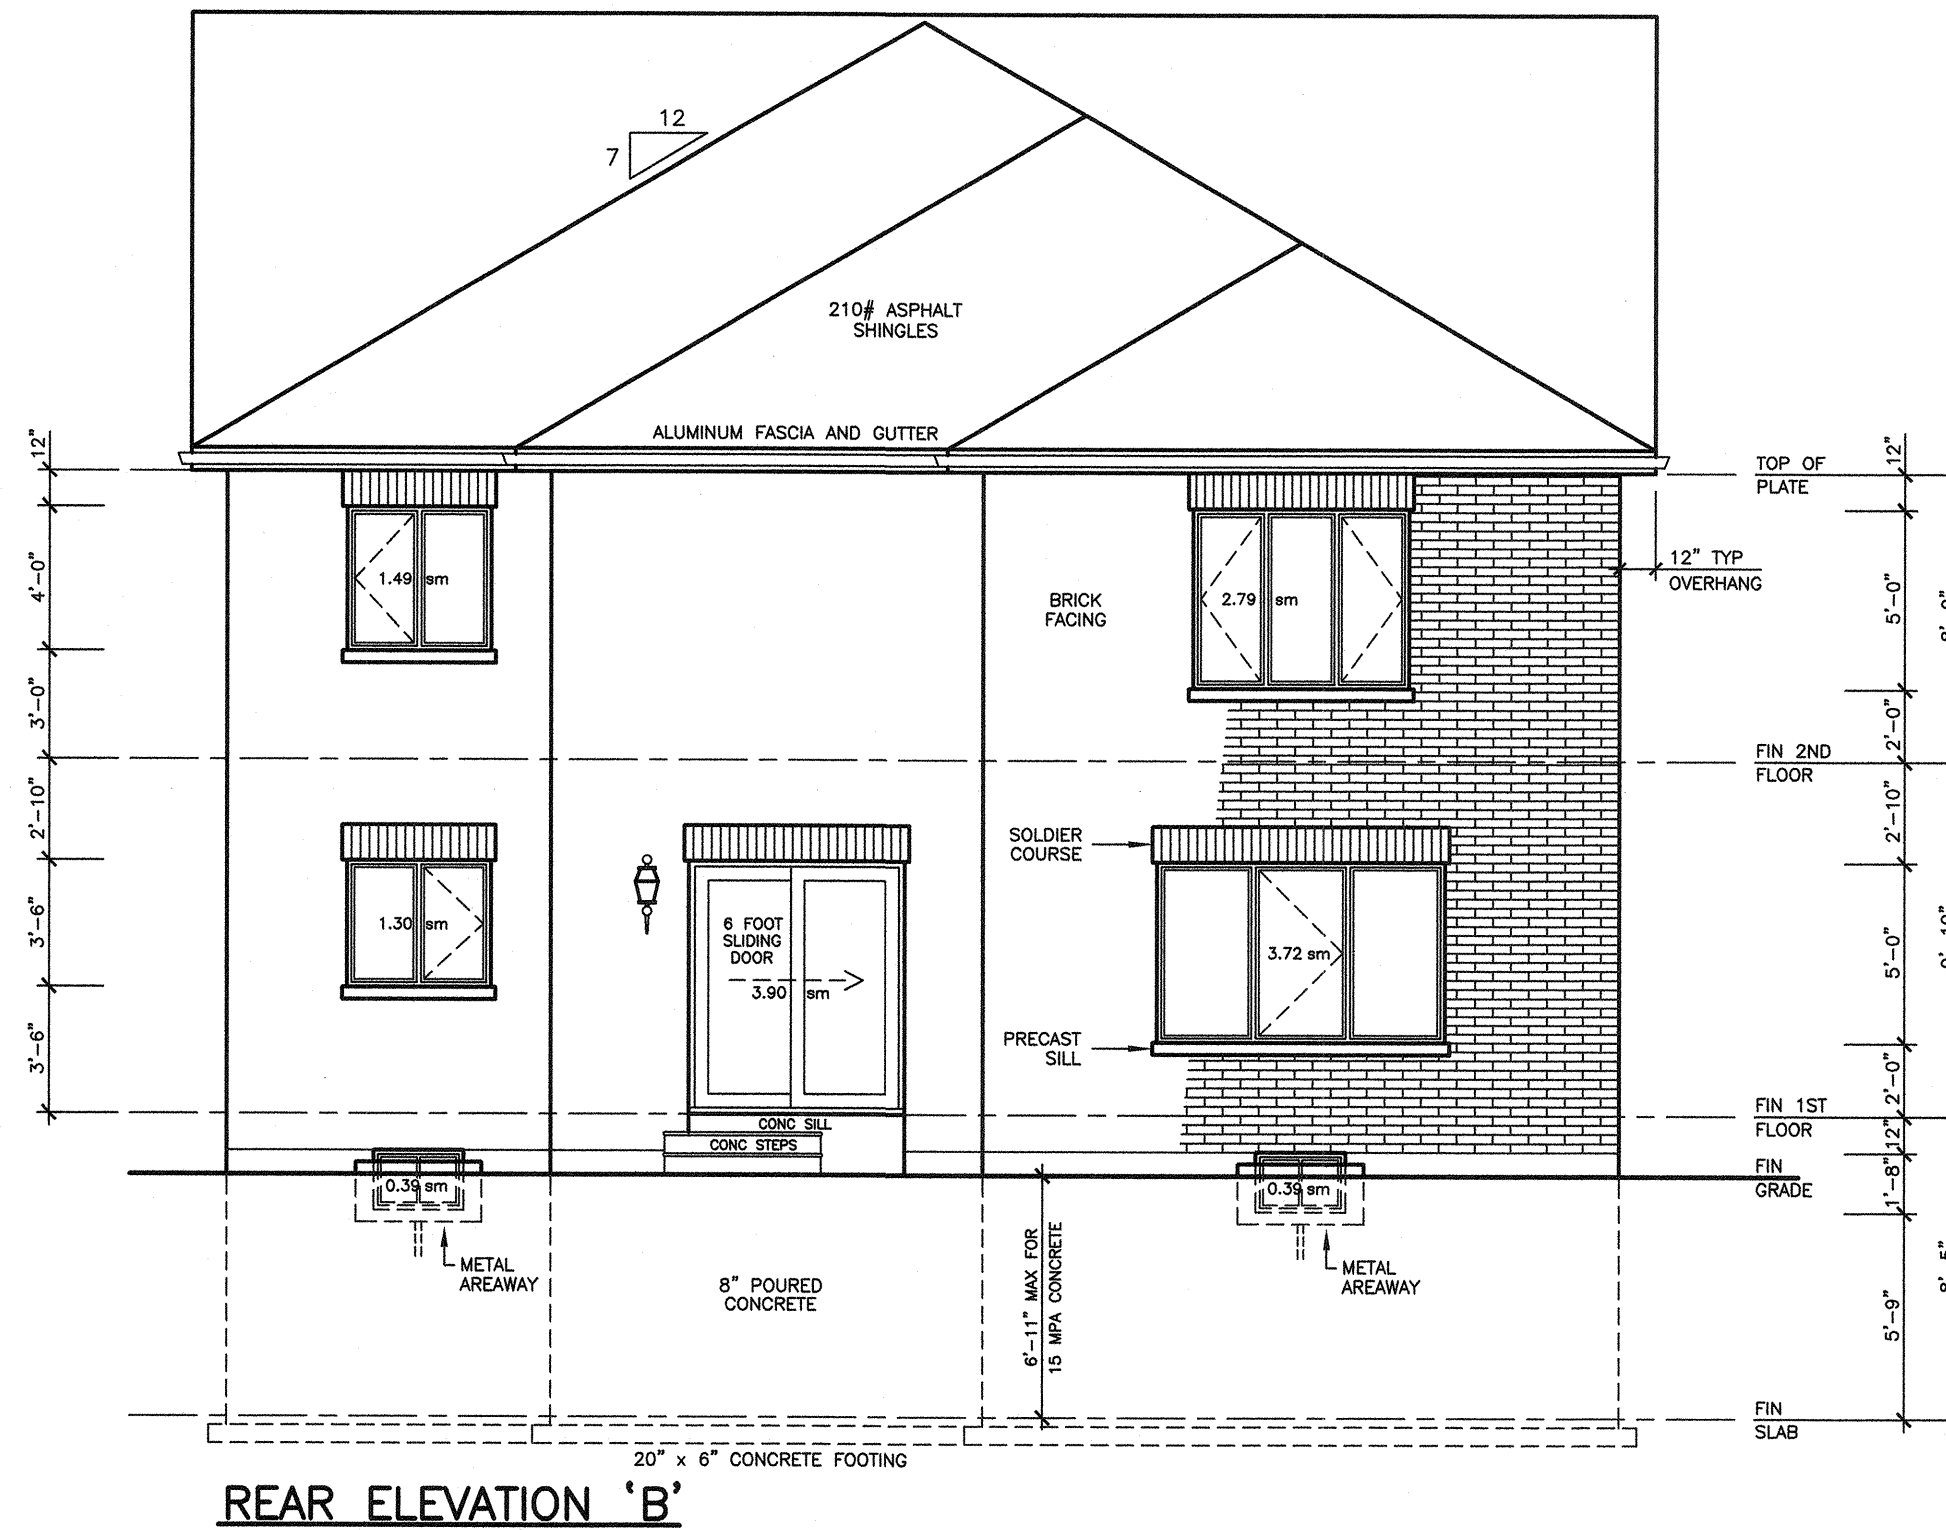 12
7
210# ASPHALT
SHINGLES
ALUMINUM FASCIA AND GUTTER
12"
12"
TOP OF
PLATE
12" TYP
OVERHANG
4'-0"
1.49 sm
BRICK
FACING
2.79 sm
5'-0"
3'-0"
2'-0"
FIN 2ND
FLOOR
2'-10"
2'-10"
SOLDIER
COURSE
3'-6"
1.30 sm
6 FOOT
SLIDING
DOOR
3.90 sm
3.72 sm
5'-0"
3'-6"
PRECAST
SILL
2'-0"
FIN 1ST
FLOOR
CONC SILL
CONC STEPS
12"
FIN
GRADE
0.39 sm
0.39 sm
1'-8"
METAL
AREAWAY
METAL
AREAWAY
8" POURED
CONCRETE
6'-11" MAX FOR
15 MPA CONCRETE
5'-9"
FIN
SLAB
20" x 6" CONCRETE FOOTING
REAR ELEVATION 'B'